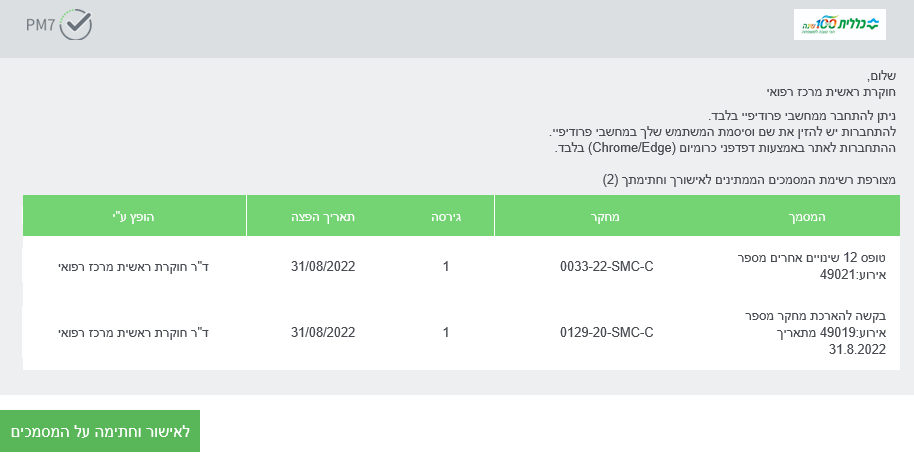 PM7
כללית 100 שנה
שלום,
חוקרת ראשית מרכז רפואי
ניתן להתחבר ממחשבי פרודיפיי בלבד.
להתחברות יש להזין את שם וסיסמת המשתמש שלך במחשבי פרודיפיי.
ההתחברות לאתר באמצעות דפדפני כרומיום (Chrome/Edge) בלבד.
מצורפת רשימת המסמכים הממתינים לאישורך וחתימתך (2)
המסמך מחקר גירסה תאריך הפצה הופץ ע"י
טופס 12 שינויים אחרים מספר
אירוע:49021 0033-22-SMC-C 1 31/08/2022 ד"ר חוקרת ראשית מרכז רפואי
בקשה להארכת מחקר מספר
אירוע:49019 מתאריך 0129-20-SMC-C 1 31/08/2022 ד"ר חוקרת ראשית מרכז רפואי
31.8.2022
לאישור וחתימה על המסמכים